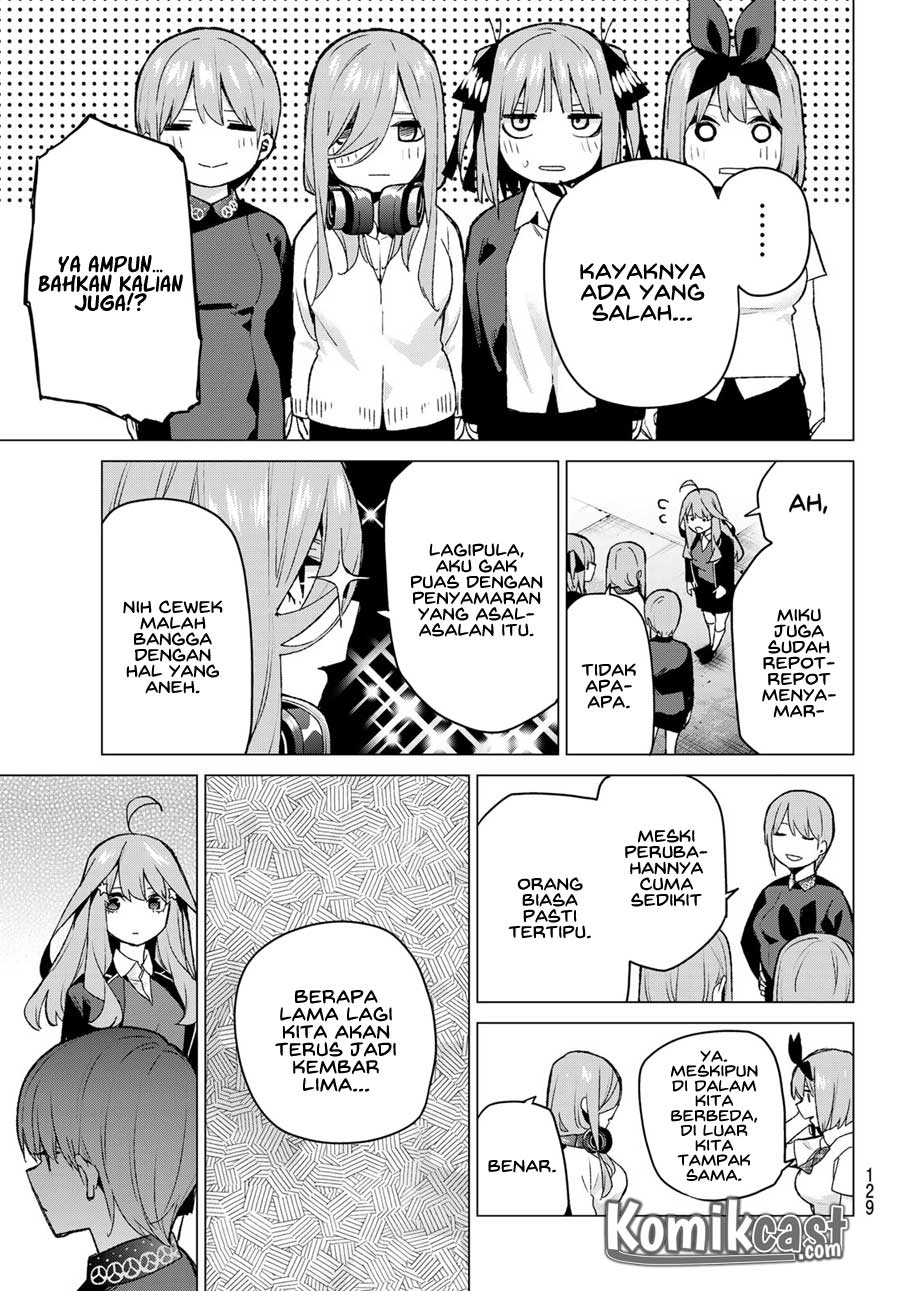 ......
KAYAKNYA
ADA YANG
SALAH...
YA AMPUN...
BAHKAN KALIAN
JUGA!?
AH,
MIKU
JUGA
SUDAH
REPOT-
REPOT
MENYA-
MAR-
TIDAK
APA-
APA.
LAGIPULA,
AKU GAK
PUAS DENGAN
PENYAMARAN
YANG ASAL-
ASALAN ITU.
NIH CEWEK
MALAH
BANGGA
DENGAN
HAL YANG
ANEH.
MESKI
PERUBA-
HANNYA
CUMA
SEDIKIT
ORANG
BIASA
PASTI
TERTIPU.
YA.
MESKIPUN
DI DALAM
KITA
BERBEDA,
DI LUAR
KITA
TAMPAK
SAMA.
BENAR.
BERAPA
LAMA LAGI
KITA AKAN
TERUS JADI
KEMBAR
LIMA...
129
Komikcast
.com